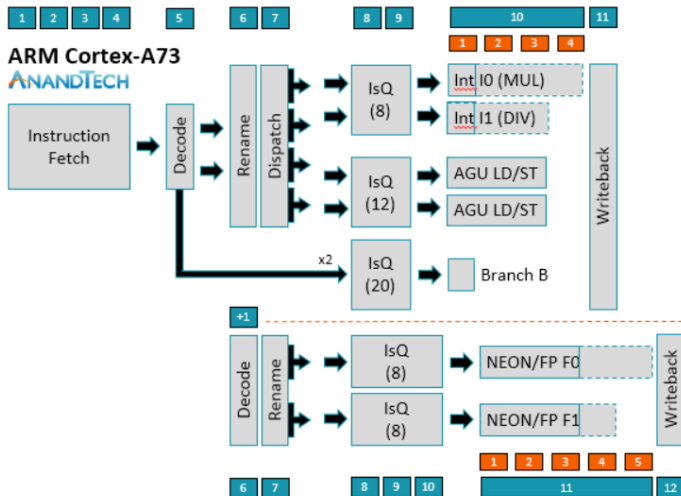 1 2 3 4 5 6 7 8 9 10 11
1 2 3 4
ARM Cortex-A73
ANANDTECH
Instruction
Fetch
Decode
Rename
Dispatch
IsQ
(8)
Int I0 (MUL)
Int I1 (DIV)
IsQ
(12)
AGU LD/ST
AGU LD/ST
x2
IsQ
(20)
Branch B
Writeback
+1
Decode
Rename
IsQ
(8)
NEON/FP F0
IsQ
(8)
NEON/FP F1
Writeback
1 2 3 4 5
6 7 8 9 10 11 12